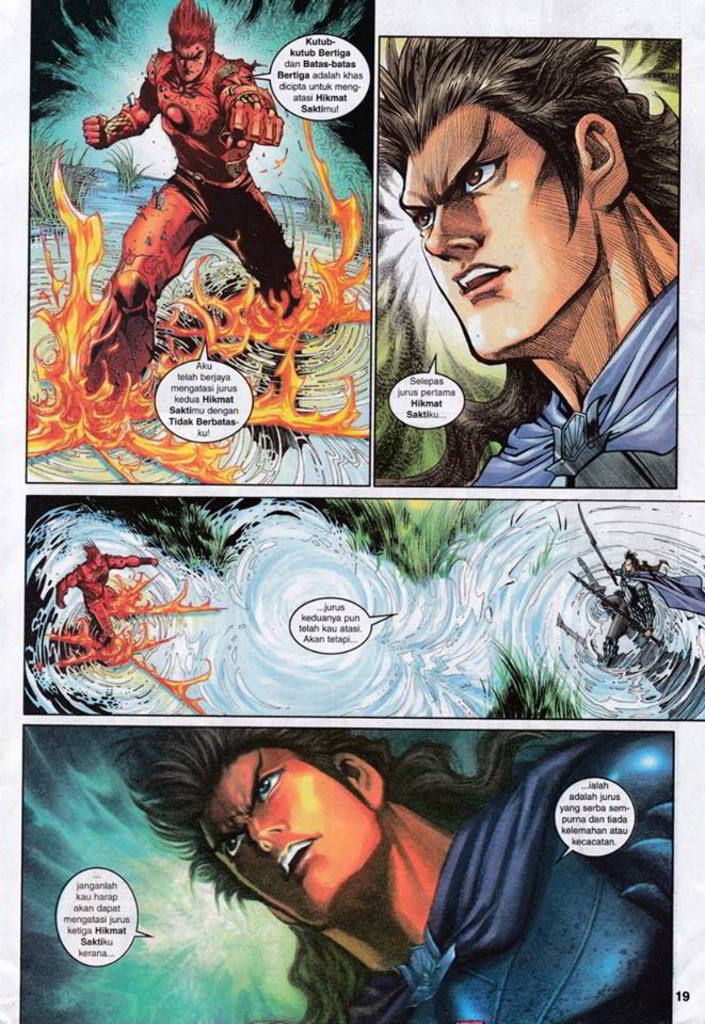 Kutub-
kutub Bertiga
dan Batas-batas
Bertiga adalah khas
dicipta untuk meng-
atasi Hikmat
Saktimu!
Aku
telah berjaya
mengatasi jurus
kedua Hikmat
Saktimu dengan
Tidak Berbatas-
ku!
Selepas
jurus pertama
Hikmat
Saktiku...
...jurus
keduanya pun
telah kau atasi.
Akan tetapi...
...
janganlah
kau harap
akan dapat
mengatasi jurus
ketiga Hikmat
Saktiku
kerana...
...ialah
adalah jurus
yang serba sem-
purna dan tiada
kelemahan atau
kecacatan.
19